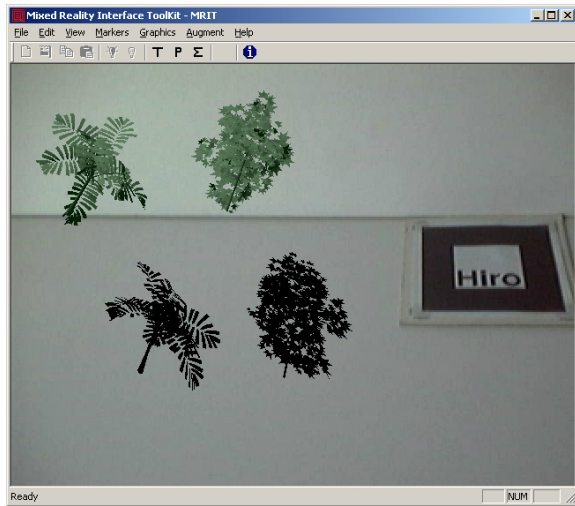 Mixed Reality Interface ToolKit - MRIT
File Edit View Markers Graphics Augment Help
T P Σ i
Hiro
Ready NUM